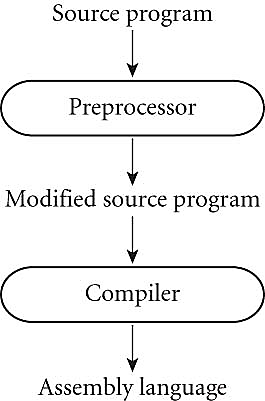 Source program
Preprocessor
Modified source program
Compiler
Assembly language